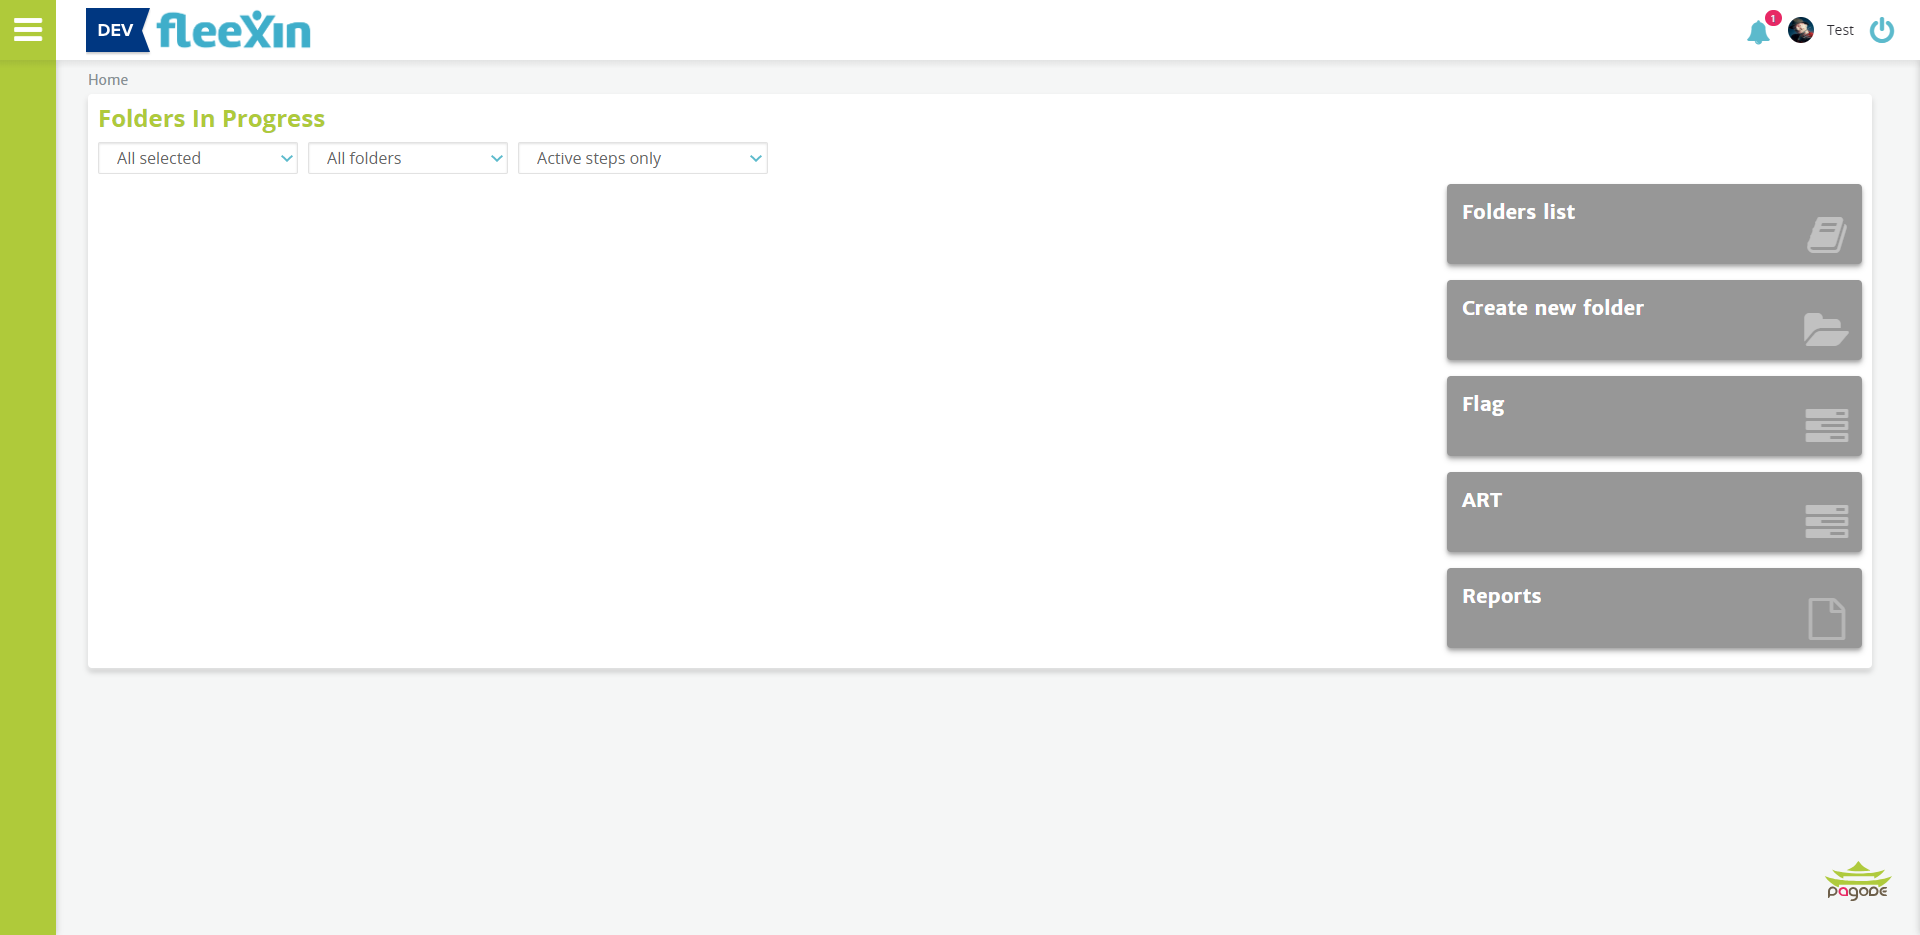 DEV fleexin
1
Test
Home
Folders In Progress
All selected
All folders
Active steps only
Folders list
Create new folder
Flag
ART
Reports
PAGODE